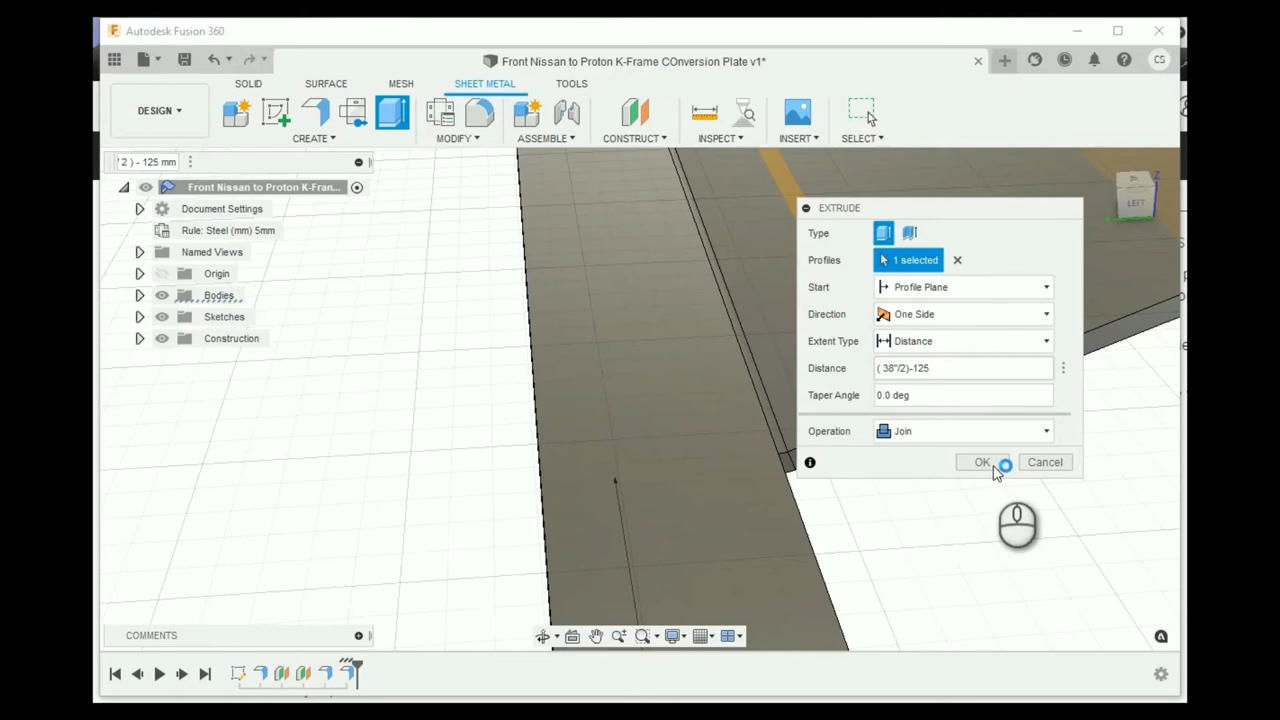 Autodesk Fusion 360
Front Nissan to Proton K-Frame COnversion Plate v1*
CS
SOLID SURFACE MESH SHEET METAL TOOLS
DESIGN
CREATE MODIFY ASSEMBLE CONSTRUCT INSPECT INSERT SELECT
'2 ) - 125 mm
Front Nissan to Proton K-Fran...
Document Settings
Rule: Steel (mm) 5mm
Named Views
Origin
Bodies
Sketches
Construction
LEFT
Z
EXTRUDE
Type
Profiles 1 selected
Start Profile Plane
Direction One Side
Extent Type Distance
Distance ( 38"/2)-125
Taper Angle 0.0 deg
Operation Join
OK Cancel
COMMENTS